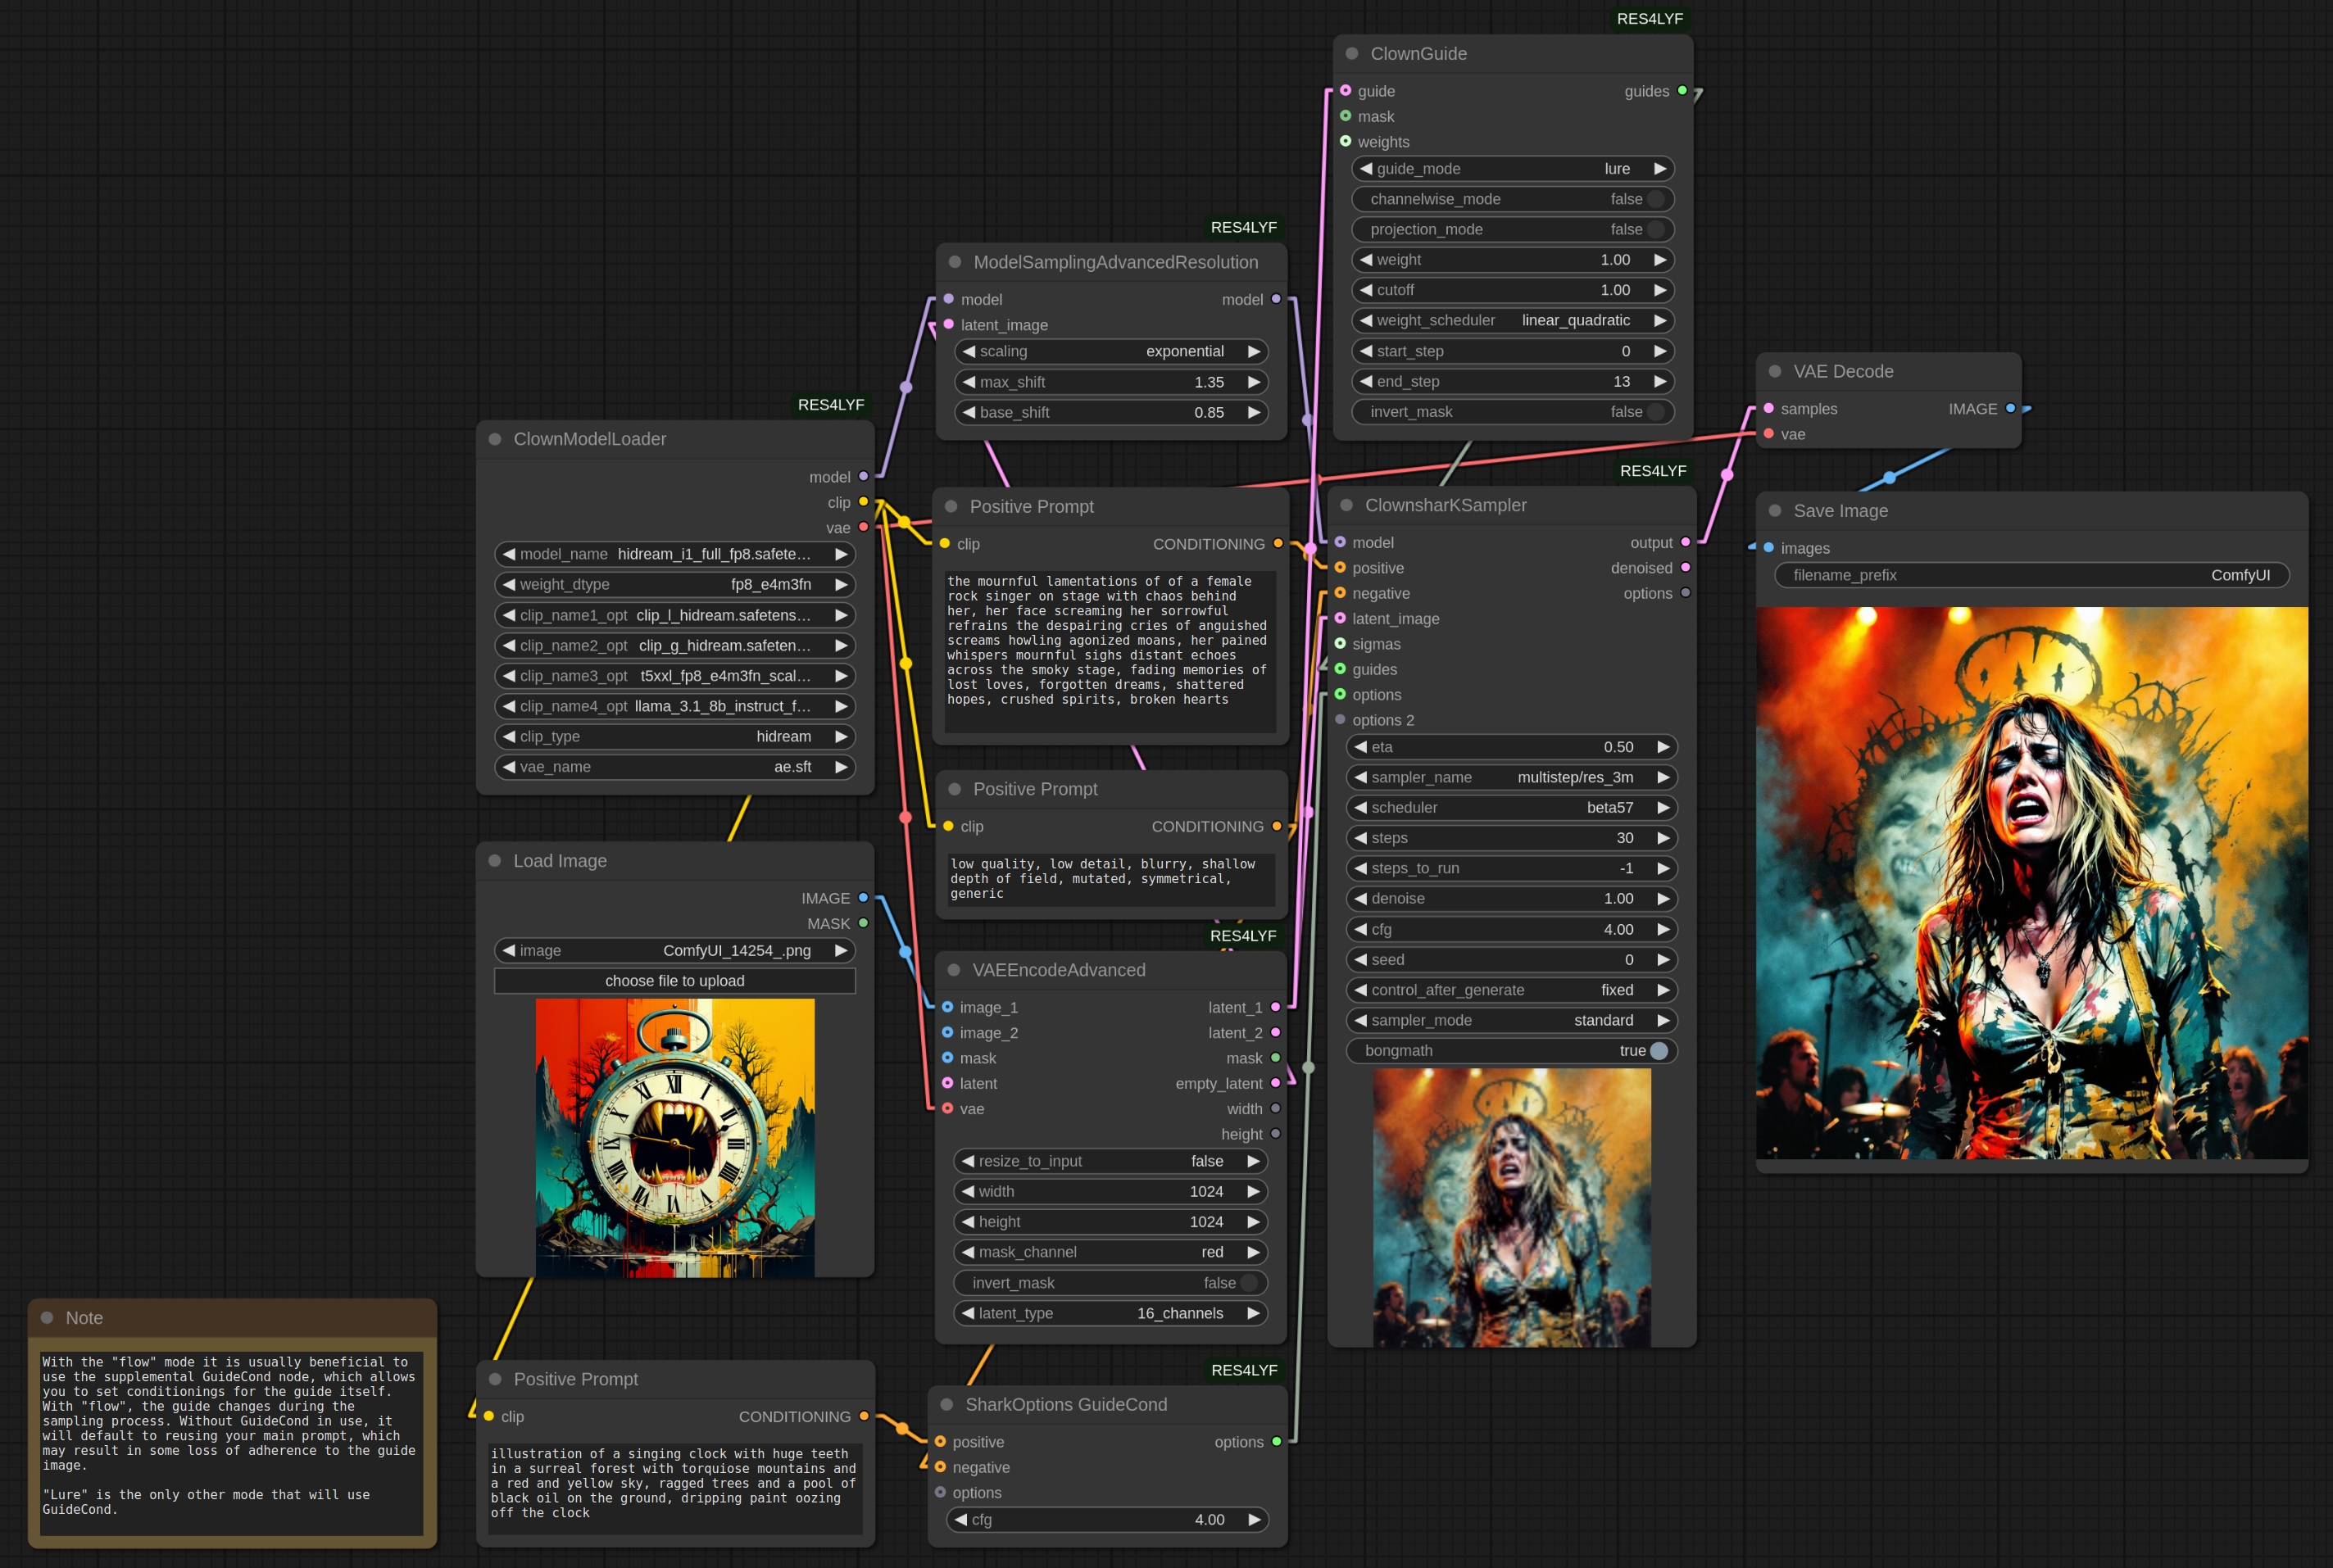 RES4LYF
ClownGuide
guide guides
mask
weights
guide_mode lure
channelwise_mode false
projection_mode false
weight 1.00
cutoff 1.00
weight_scheduler linear_quadratic
start_step 0
end_step 13
invert_mask false
RES4LYF
ModelSamplingAdvancedResolution
model model
latent_image
scaling exponential
max_shift 1.35
base_shift 0.85
RES4LYF
ClownModelLoader
model
clip
vae
model_name hidream_i1_full_fp8.safete…
weight_dtype fp8_e4m3fn
clip_name1_opt clip_l_hidream.safetens…
clip_name2_opt clip_g_hidream.safeten…
clip_name3_opt t5xxl_fp8_e4m3fn_scal…
clip_name4_opt llama_3.1_8b_instruct_f…
clip_type hidream
vae_name ae.sft
Positive Prompt
clip CONDITIONING
the mournful lamentations of of a female
rock singer on stage with chaos behind
her, her face screaming her sorrowful
refrains the despairing cries of anguished
screams howling agonized moans, her pained
whispers mournful sighs distant echoes
across the smoky stage, fading memories of
lost loves, forgotten dreams, shattered
hopes, crushed spirits, broken hearts
Positive Prompt
clip CONDITIONING
low quality, low detail, blurry, shallow
depth of field, mutated, symmetrical,
generic
Load Image
IMAGE
MASK
image ComfyUI_14254_.png
choose file to upload
XII
RES4LYF
VAEEncodeAdvanced
image_1 latent_1
image_2 latent_2
mask mask
latent empty_latent
vae width
height
resize_to_input false
width 1024
height 1024
mask_channel red
invert_mask false
latent_type 16_channels
RES4LYF
ClownsharKSampler
model output
positive denoised
negative options
latent_image
sigmas
guides
options
options 2
eta 0.50
sampler_name multistep/res_3m
scheduler beta57
steps 30
steps_to_run -1
denoise 1.00
cfg 4.00
seed 0
control_after_generate fixed
sampler_mode standard
bongmath true
VAE Decode
samples IMAGE
vae
Save Image
images
filename_prefix ComfyUI
Note
With the "flow" mode it is usually beneficial to
use the supplemental GuideCond node, which allows
you to set conditionings for the guide itself.
With "flow", the guide changes during the
sampling process. Without GuideCond in use, it
will default to reusing your main prompt, which
may result in some loss of adherence to the guide
image.
"Lure" is the only other mode that will use
GuideCond.
Positive Prompt
clip CONDITIONING
illustration of a singing clock with huge teeth
in a surreal forest with torquiose mountains and
a red and yellow sky, ragged trees and a pool of
black oil on the ground, dripping paint oozing
off the clock
RES4LYF
SharkOptions GuideCond
positive options
negative
options
cfg 4.00